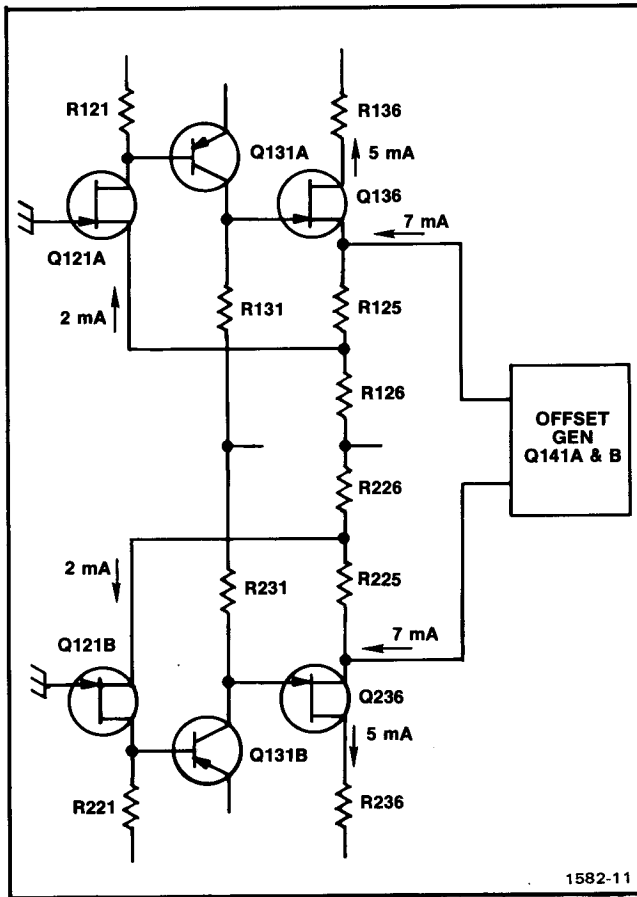 R121
R136
Q131A
5 mA
Q136
7 mA
Q121A
R131
R125
2 mA
R126
OFFSET
GEN
Q141A & B
R226
2 mA
R231
R225
Q121B
7 mA
Q236
5 mA
Q131B
R221
R236
1582-11